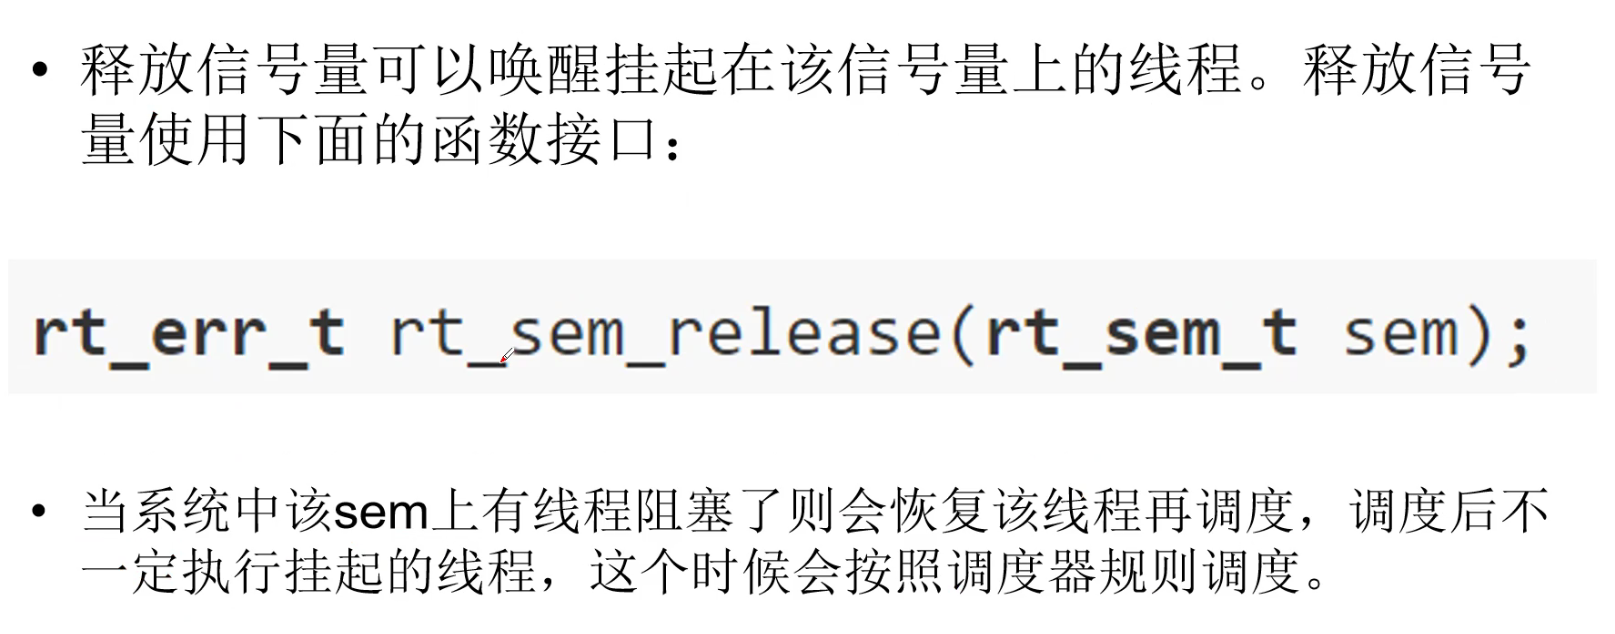 • 释放信号量可以唤醒挂起在该信号量上的线程。释放信号
量使用下面的函数接口：
rt_err_t rt_sem_release(rt_sem_t sem);
• 当系统中该sem上有线程阻塞了则会恢复该线程再调度，调度后不
一定执行挂起的线程，这个时候会按照调度器规则调度。